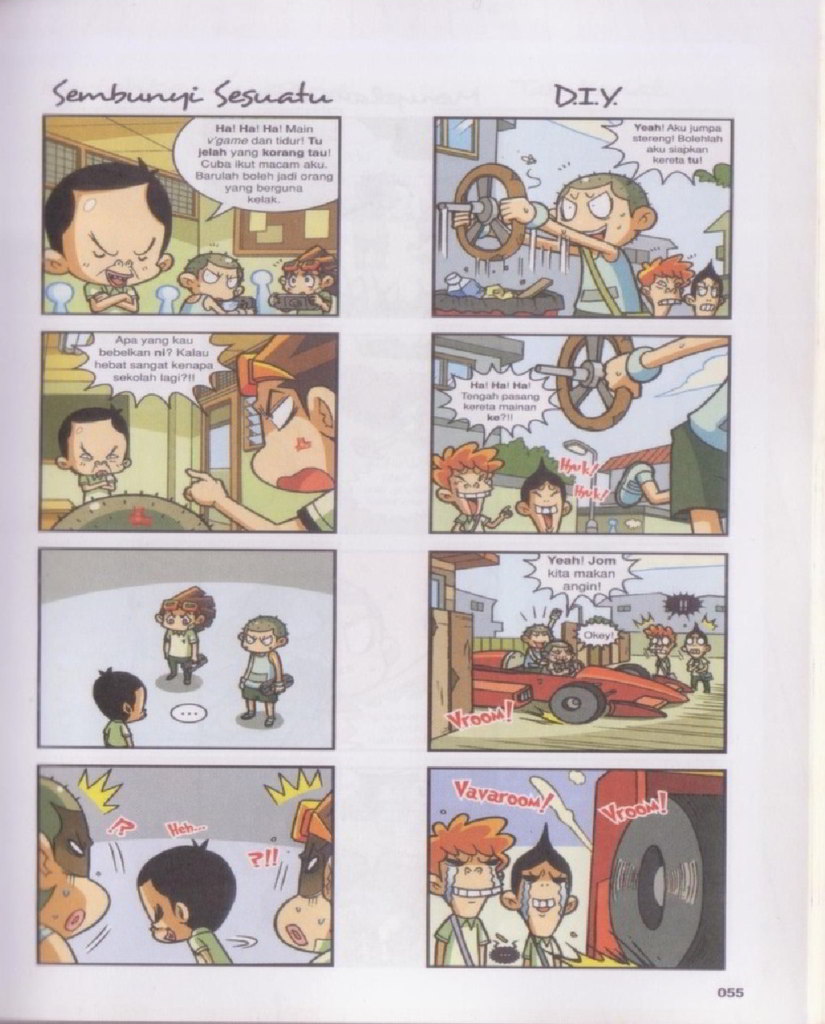 Sembunyi Sesuatu
Ha! Ha! Ha! Main
v'game dan tidur! Tu
jelah yang korang tau!
Cuba ikut macam aku.
Barulah boleh jadi orang
yang berguna
kelak.
Apa yang kau
bebelkan ni? Kalau
hebat sangat kenapa
sekolah lagi?!!
...
!?
Heh...
?!!
D.I.Y.
Yeah! Aku jumpa
stereng! Bolehlah
aku siapkan
kereta tu!
Ha! Ha! Ha!
Tengah pasang
kereta mainan
ke?!!
Hyuk!
Hyuk!
Yeah! Jom
kita makan
angin!
Okey!
!!
Vroom!
Vavaroom!
Vroom!
055